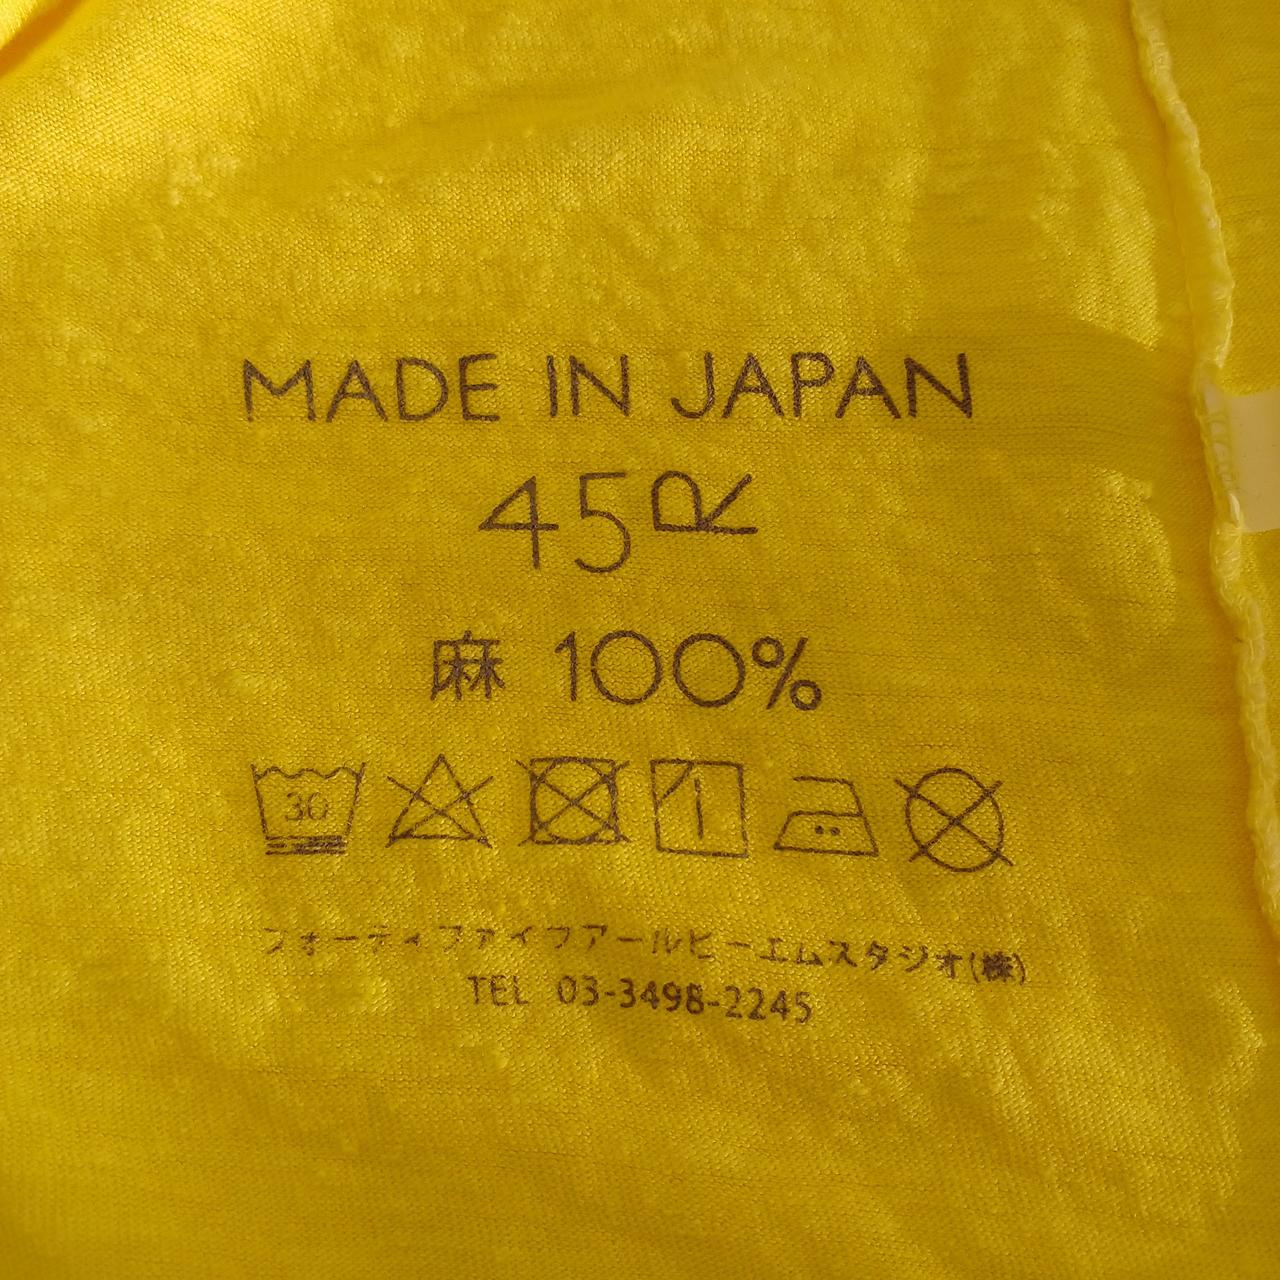 MADE IN JAPAN
45R
麻 100%
30
フォーティファイブアールピーエムスタジオ(株)
TEL 03-3498-2245